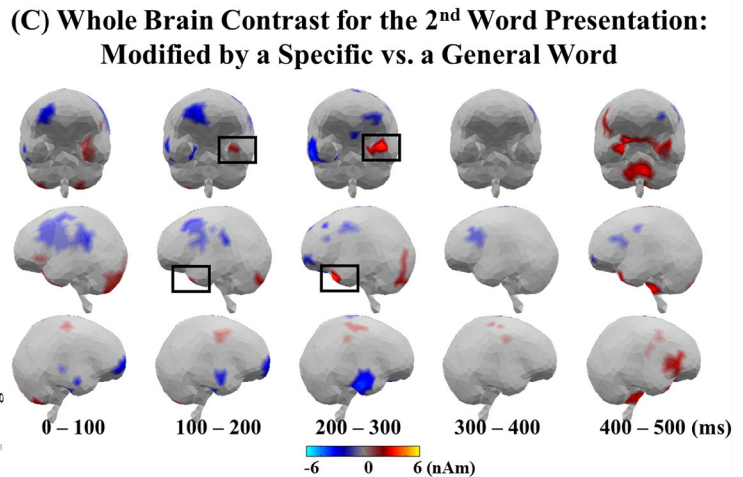 (C) Whole Brain Contrast for the 2nd Word Presentation:
Modified by a Specific vs. a General Word
0 – 100 100 – 200 200 – 300 300 – 400 400 – 500 (ms)
-6 0 6 (nAm)